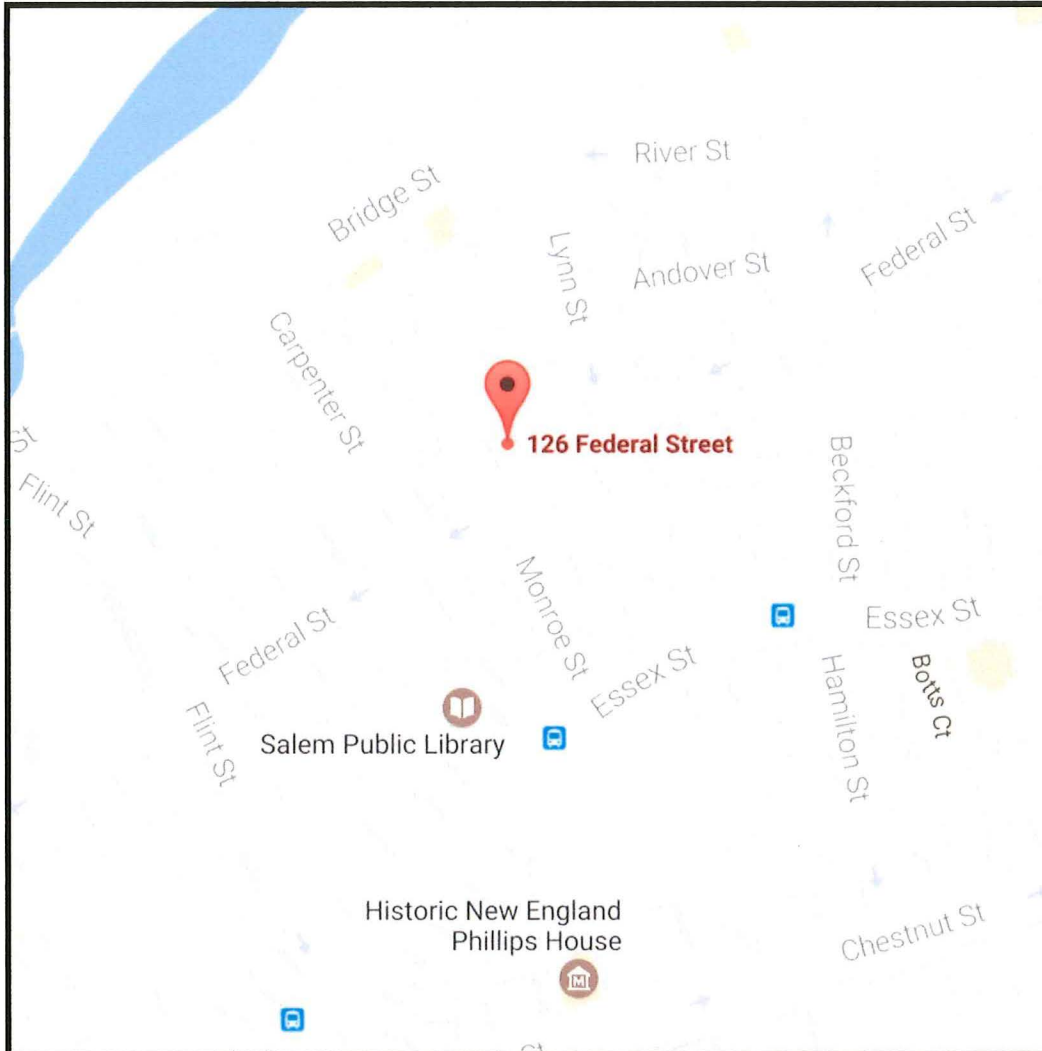 River St
Bridge St
Federal St
Lynn St
Andover St
Carpenter St
126 Federal Street
St
Flint St
Beckford St
Monroe St
Essex St
Federal St
Essex St
Botts Ct
Hamilton St
Flint St
Salem Public Library
Historic New England
Phillips House
M
Chestnut St
St